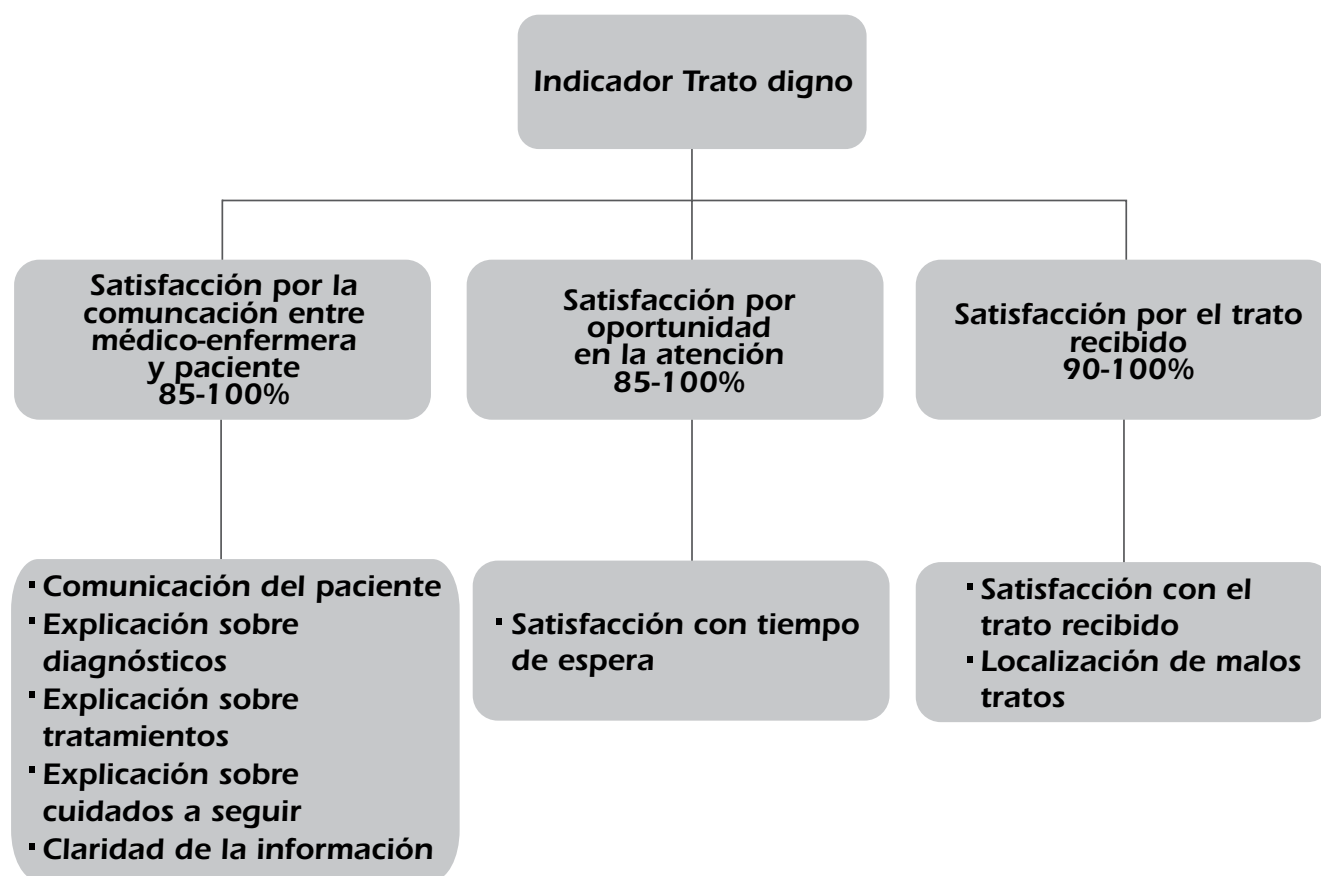 Indicador Trato digno
Satisfacción por la
comuncación entre
médico-enfermera
y paciente
85-100%
Satisfacción por
oportunidad
en la atención
85-100%
Satisfacción por el trato
recibido
90-100%
▪ Comunicación del paciente
▪ Explicación sobre
diagnósticos
▪ Explicación sobre
tratamientos
▪ Explicación sobre
cuidados a seguir
▪ Claridad de la información
▪ Satisfacción con tiempo
de espera
▪ Satisfacción con el
trato recibido
▪ Localización de malos
tratos